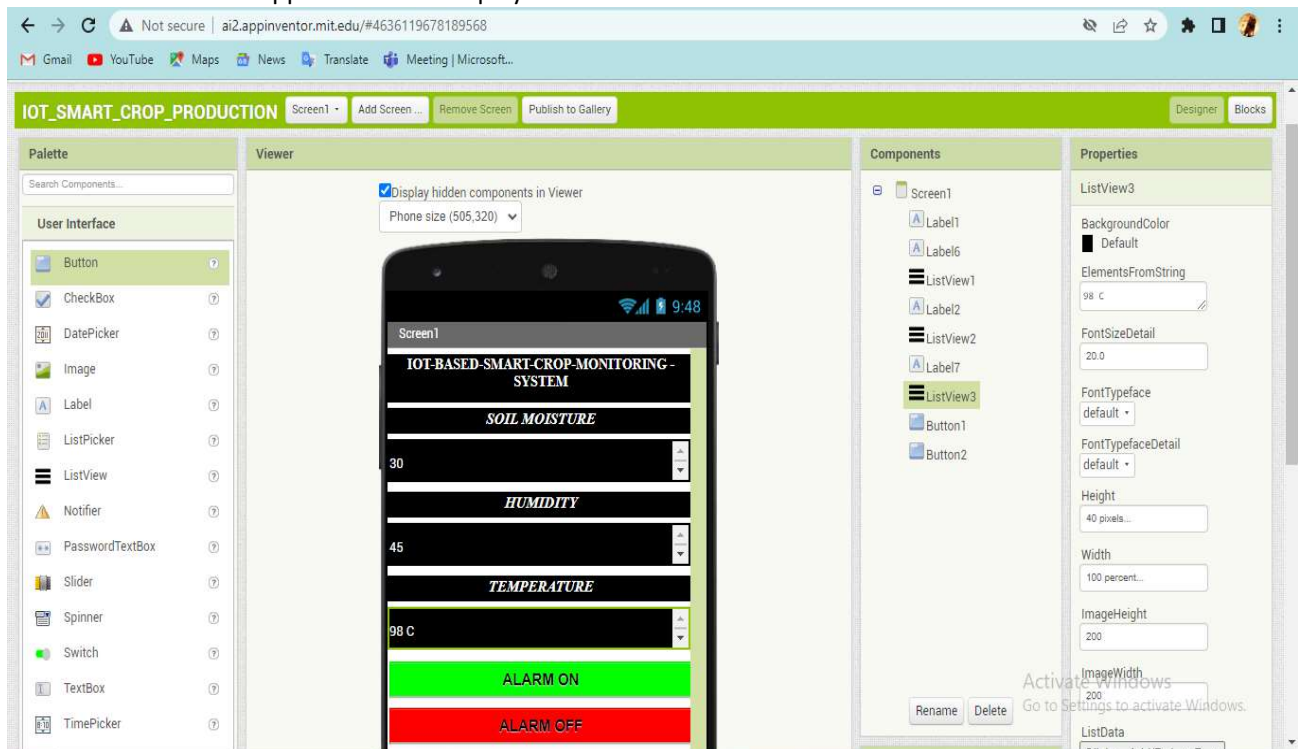 Not secure | ai2.appinventor.mit.edu/#4636119678189568
Gmail YouTube Maps News Translate Meeting | Microsoft...
IOT_SMART_CROP_PRODUCTION Screen1 Add Screen ... Remove Screen Publish to Gallery Designer Blocks
Palette Viewer Components Properties
Search Components...
User Interface
Button
CheckBox
DatePicker
Image
Label
ListPicker
ListView
Notifier
PasswordTextBox
Slider
Spinner
Switch
TextBox
TimePicker
Display hidden components in Viewer
Phone size (505,320)
9:48
Screen1
IOT-BASED-SMART-CROP-MONITORING -
SYSTEM
SOIL MOISTURE
30
HUMIDITY
45
TEMPERATURE
98 C
ALARM ON
ALARM OFF
Screen1
Label1
Label6
ListView1
Label2
ListView2
Label7
ListView3
Button1
Button2
Rename Delete
ListView3
BackgroundColor
Default
ElementsFromString
98 C
FontSizeDetail
20.0
FontTypeface
default
FontTypefaceDetail
default
Height
40 pixels...
Width
100 percent...
ImageHeight
200
ImageWidth
200
ListData
Activate Windows
Go to Settings to activate Windows.